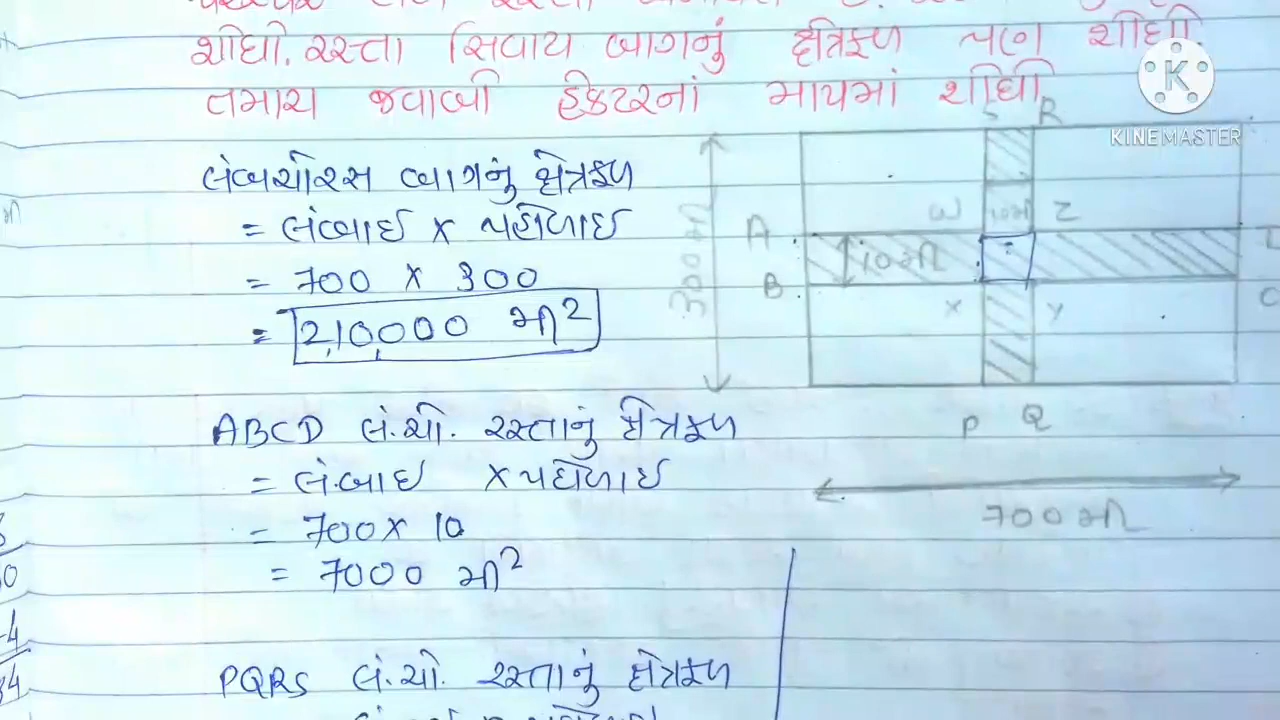 શોધો. રસ્તા સિવાય બાગનું ક્ષેત્રફળ પણ શોધો
તમારા જવાબો હેક્ટરનાં માપમાં શોધો
KINEMASTER
લંબચોરસ બાગનું ક્ષેત્રફળ
= લંબાઈ × પહોળાઈ
= 700 × 300
= 2,10,000 મી²
R
A
W 10મી Z
10મી
B
X Y
P Q
300 મી
700 મી
ABCD લં.ચો. રસ્તાનું ક્ષેત્રફળ
= લંબાઈ × પહોળાઈ
= 700 × 10
= 7000 મી²
PQRS લં.ચો. રસ્તાનું ક્ષેત્રફળ